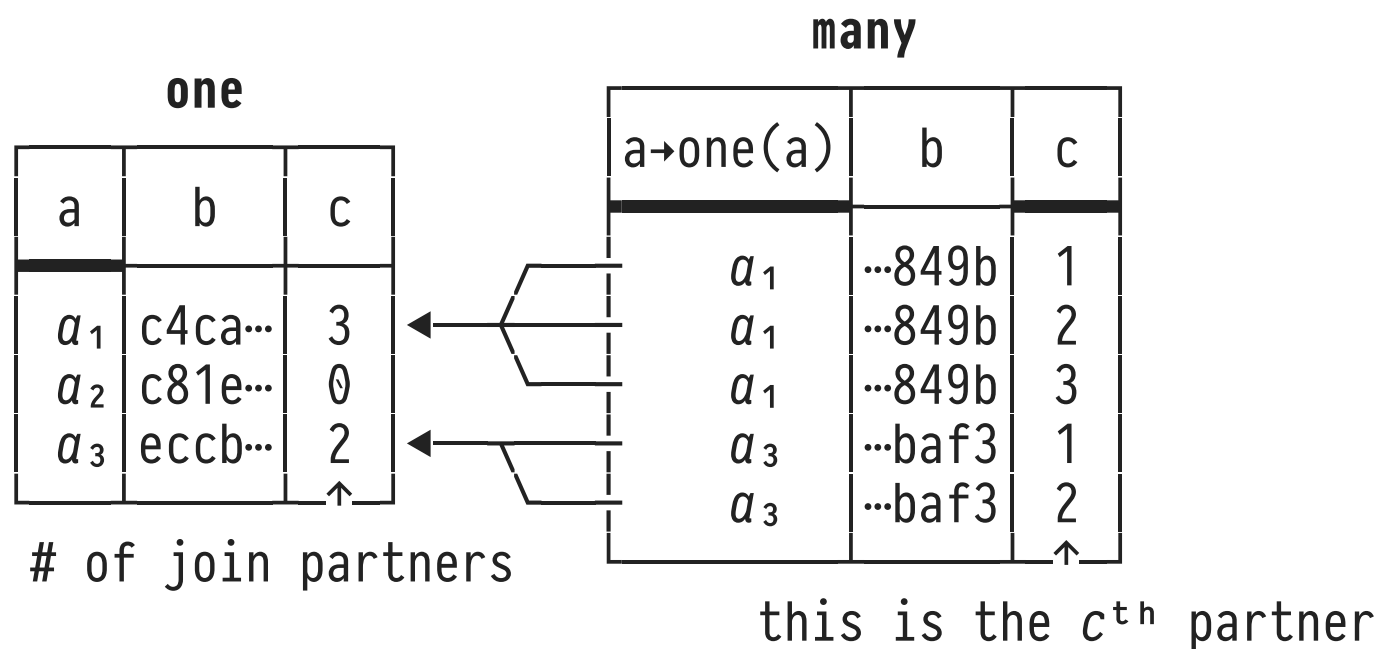 one
a b c
a₁ c4ca⋯ 3
a₂ c81e⋯ 0
a₃ eccb⋯ 2
↑
# of join partners
many
a→one(a) b c
a₁ ⋯849b 1
a₁ ⋯849b 2
a₁ ⋯849b 3
a₃ ⋯baf3 1
a₃ ⋯baf3 2
↑
this is the cᵗʰ partner